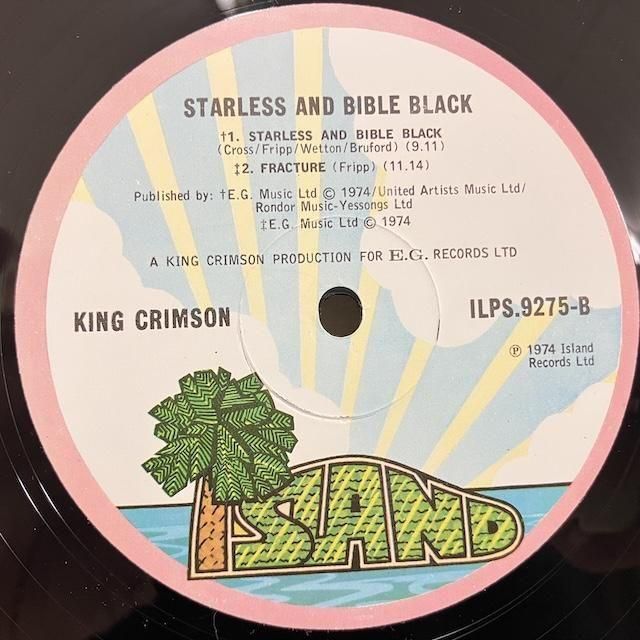 STARLESS AND BIBLE BLACK
†1. STARLESS AND BIBLE BLACK
(Cross/Fripp/Wetton/Bruford) (9.11)
‡2. FRACTURE (Fripp) (11.14)
Published by: †E.G. Music Ltd © 1974/United Artists Music Ltd/
Rondor Music-Yessongs Ltd
‡E.G. Music Ltd © 1974
A KING CRIMSON PRODUCTION FOR E.G. RECORDS LTD
KING CRIMSON
ILPS.9275-B
℗ 1974 Island
Records Ltd
ISLAND